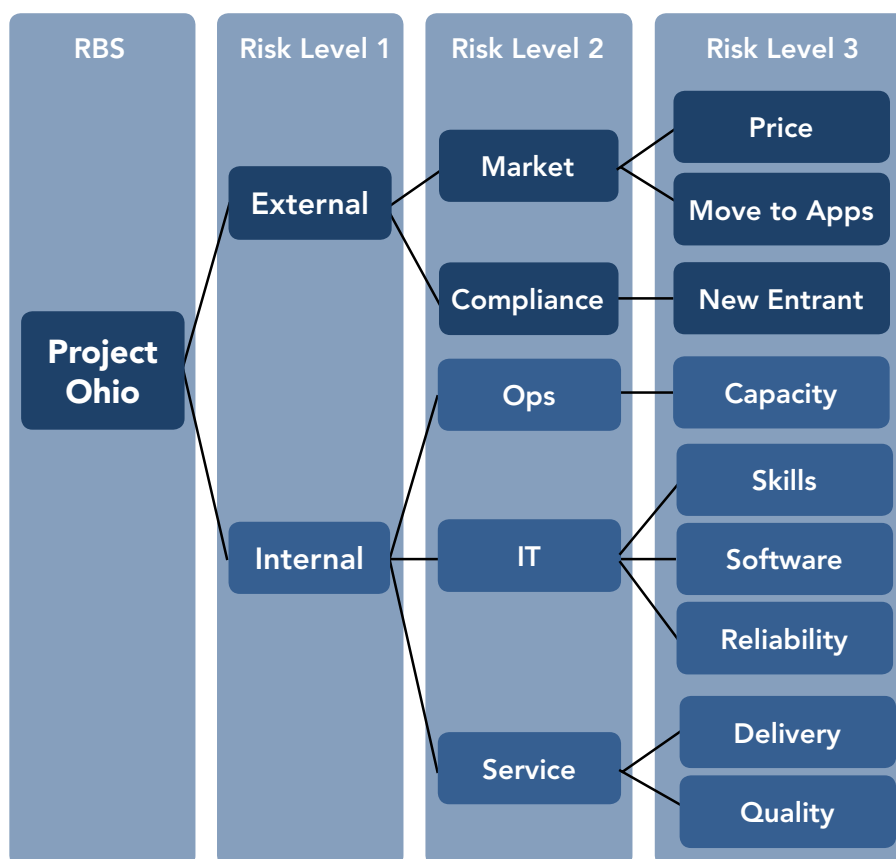 RBS
Risk Level 1
Risk Level 2
Risk Level 3
Project
Ohio
External
Internal
Market
Compliance
Ops
IT
Service
Price
Move to Apps
New Entrant
Capacity
Skills
Software
Reliability
Delivery
Quality